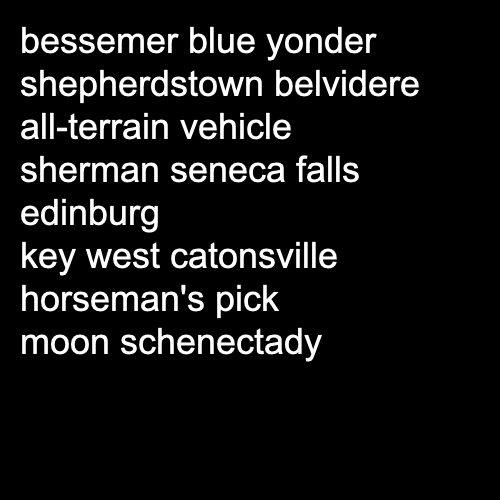 bessemer blue yonder
shepherdstown belvidere
all-terrain vehicle
sherman seneca falls
edinburg
key west catonsville
horseman's pick
moon schenectady